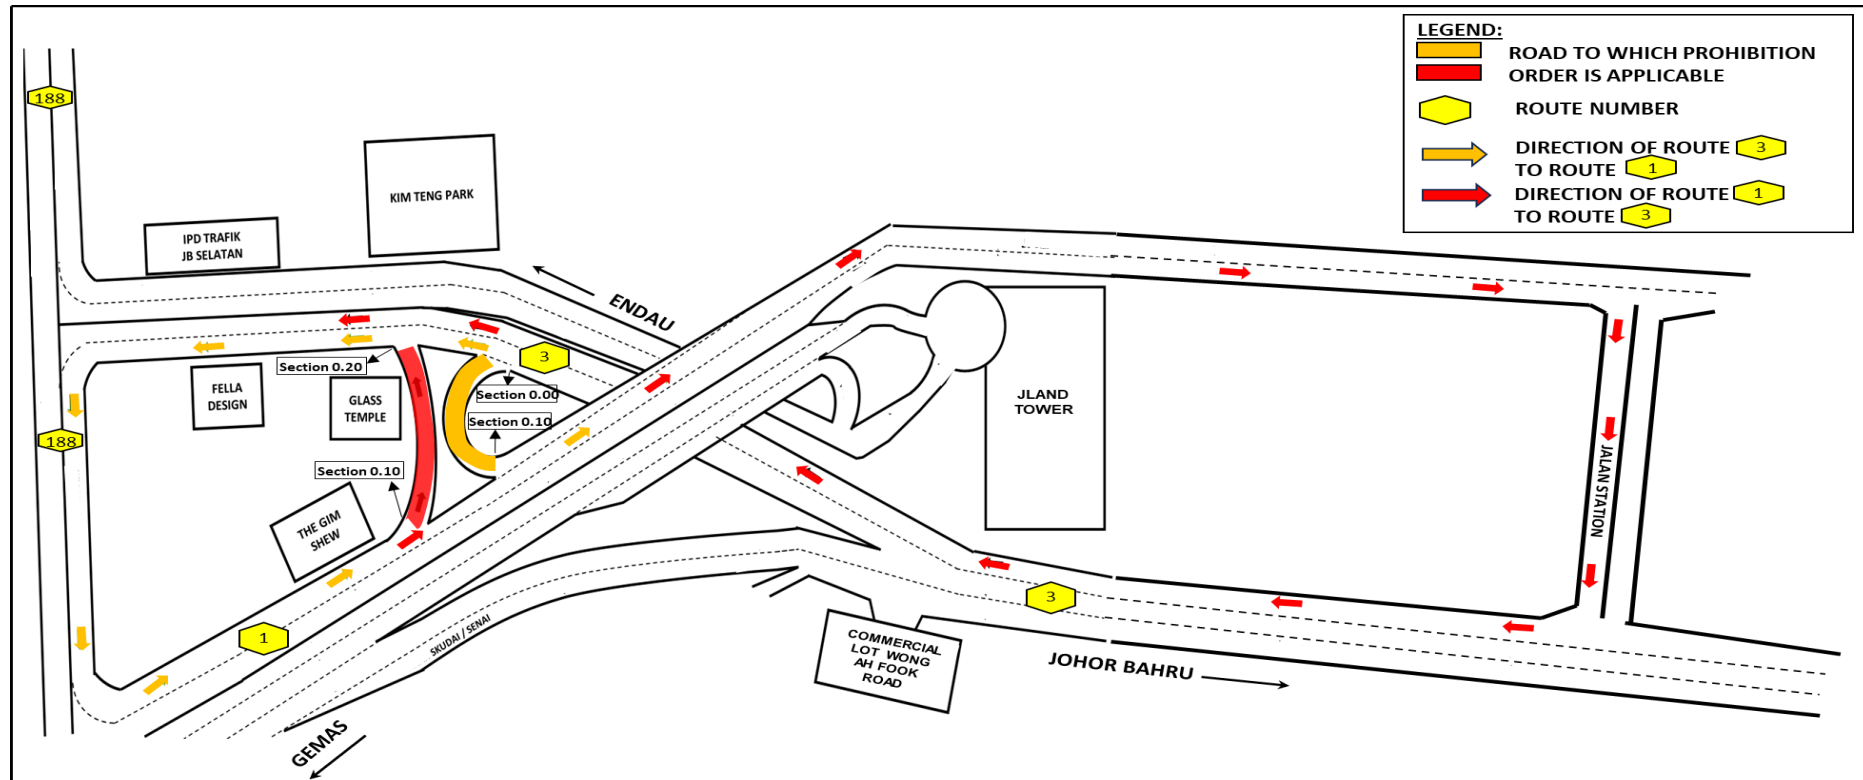 LEGEND:
ROAD TO WHICH PROHIBITION
ORDER IS APPLICABLE
ROUTE NUMBER
DIRECTION OF ROUTE 3
TO ROUTE 1
DIRECTION OF ROUTE 1
TO ROUTE 3
188
KIM TENG PARK
IPD TRAFIK
JB SELATAN
ENDAU
3
Section 0.20
FELLA
DESIGN
GLASS
TEMPLE
Section 0.00
Section 0.10
JLAND
TOWER
188
Section 0.10
THE GIM
SHEW
JALAN STATION
1
SKUDAI / SENAI
3
COMMERCIAL
LOT WONG
AH FOOK
ROAD
JOHOR BAHRU
GEMAS